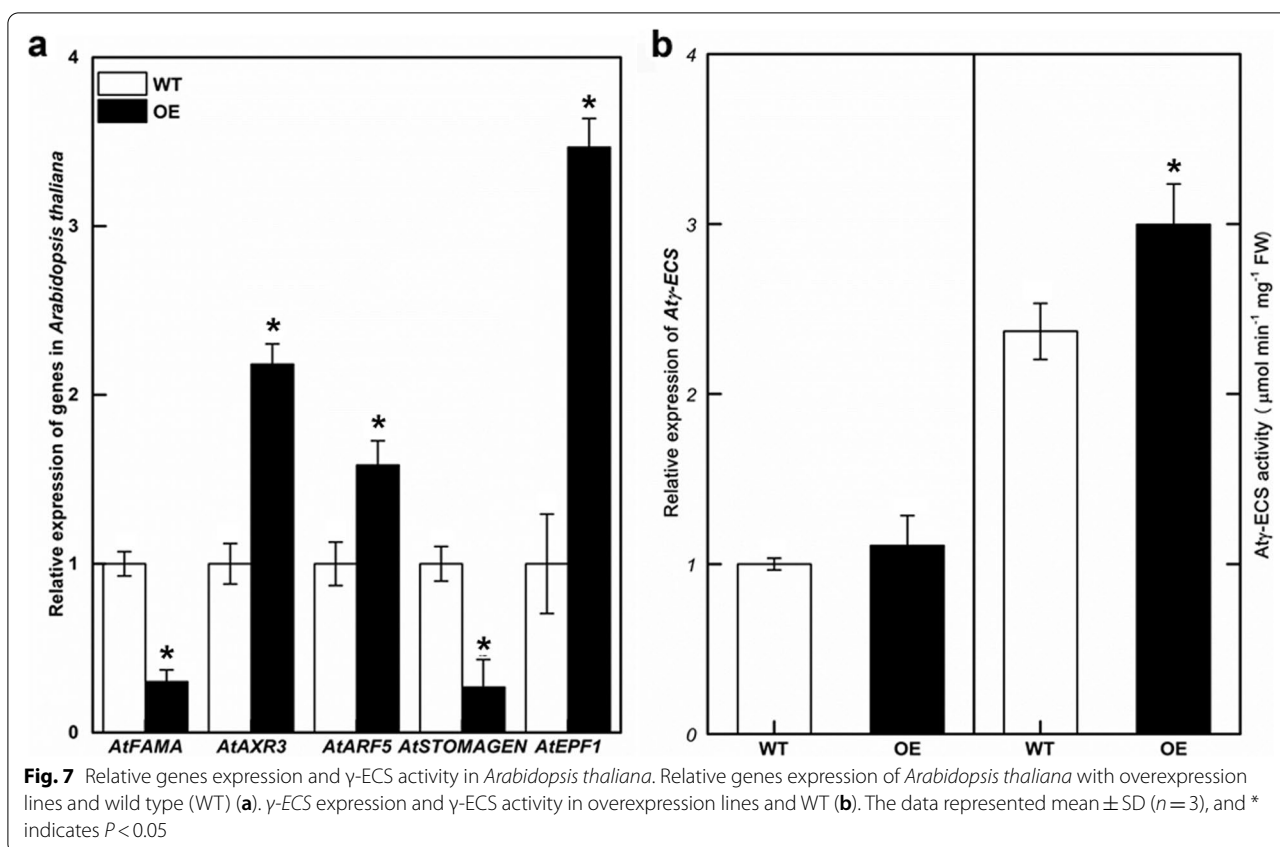 a
4
3
2
1
0
Relative expression of genes in Arabidopsis thaliana
WT
OE
*
*
*
*
*
AtFAMA AtAXR3 AtARF5 AtSTOMAGEN AtEPF1
b
4
3
2
1
0
Relative expression of Atγ-ECS
*
WT OE WT OE
Atγ-ECS activity ( μmol min⁻¹ mg⁻¹ FW)
Fig. 7 Relative genes expression and γ-ECS activity in Arabidopsis thaliana. Relative genes expression of Arabidopsis thaliana with overexpression
lines and wild type (WT) (a). γ-ECS expression and γ-ECS activity in overexpression lines and WT (b). The data represented mean ± SD (n = 3), and *
indicates P < 0.05